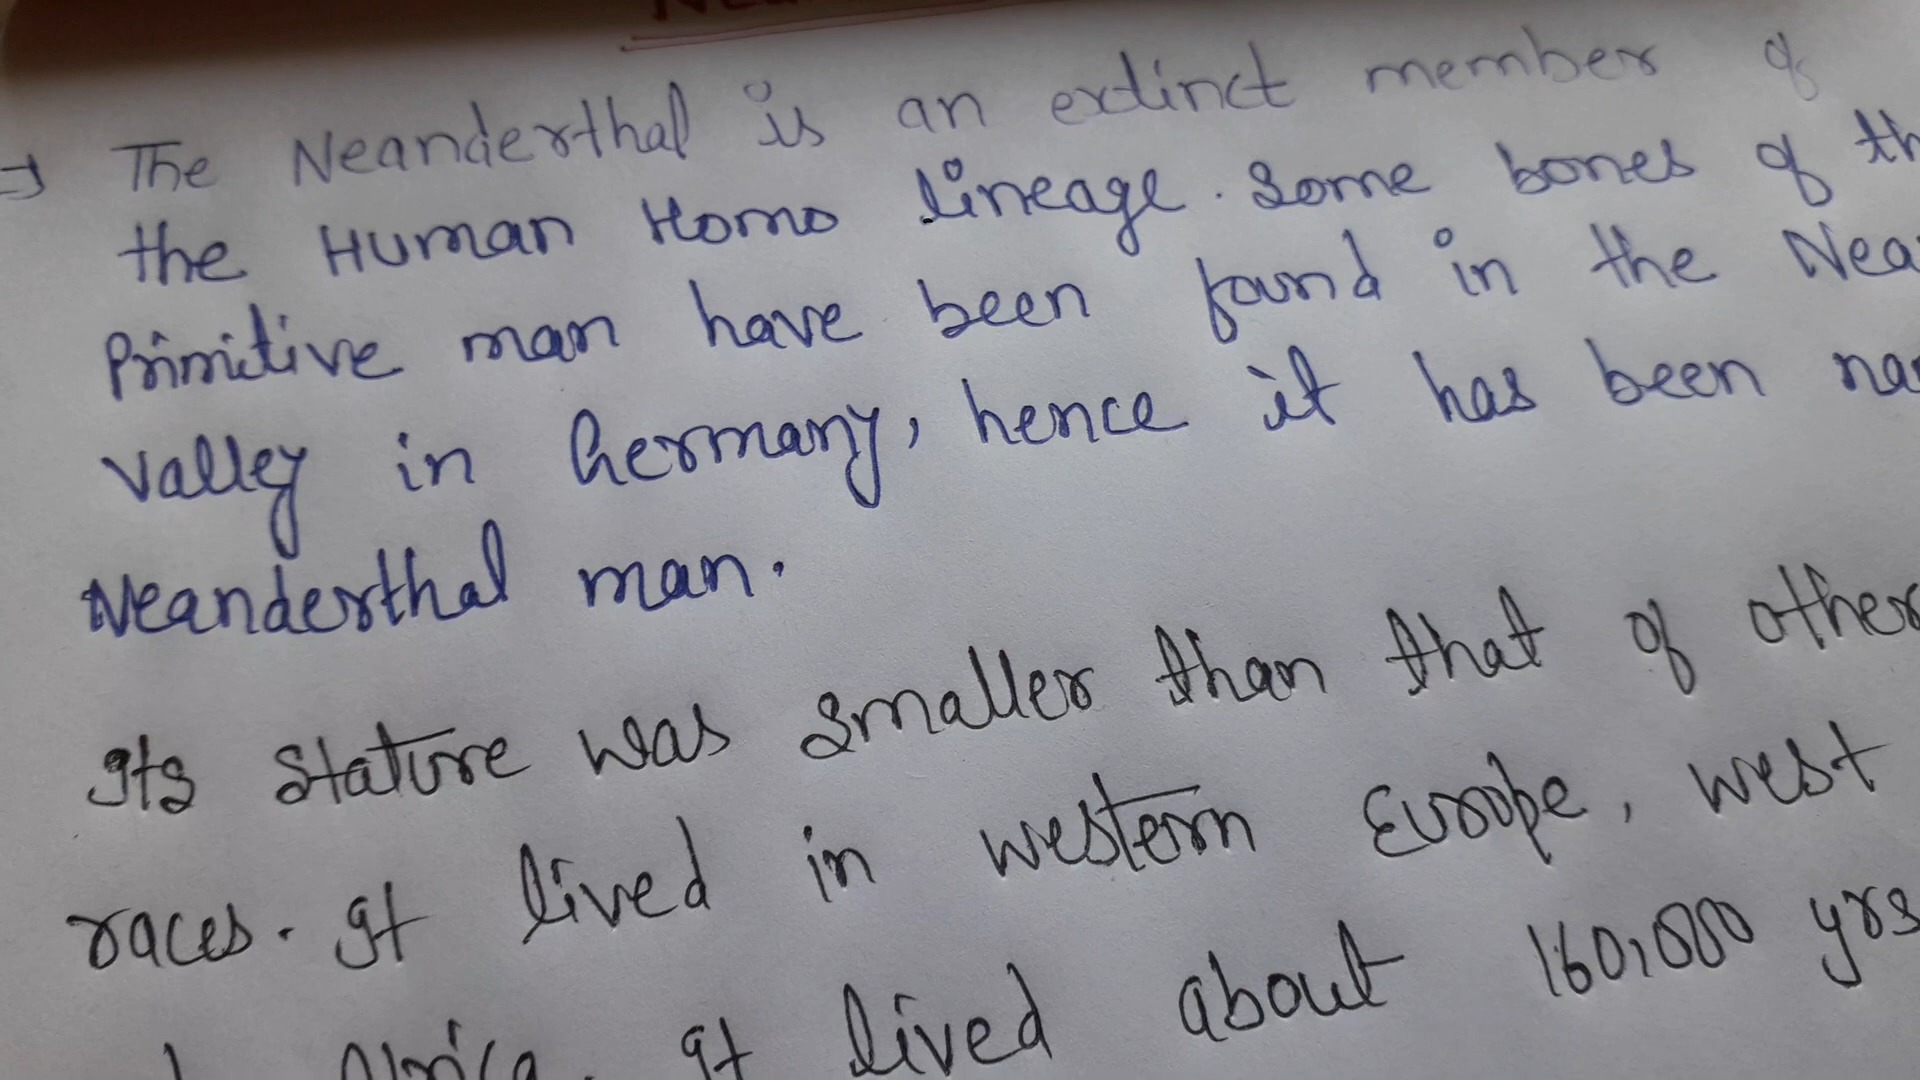 ⇒ The Neanderthal is an extinct member of
the Human Homo lineage. Some bones of th
Primitive man have been found in the Nea
valley in Germany, hence it has been na
Neanderthal man.
Its stature was smaller than that of other
races. It lived in western Europe, west
Africa. It lived about 160,000 yrs